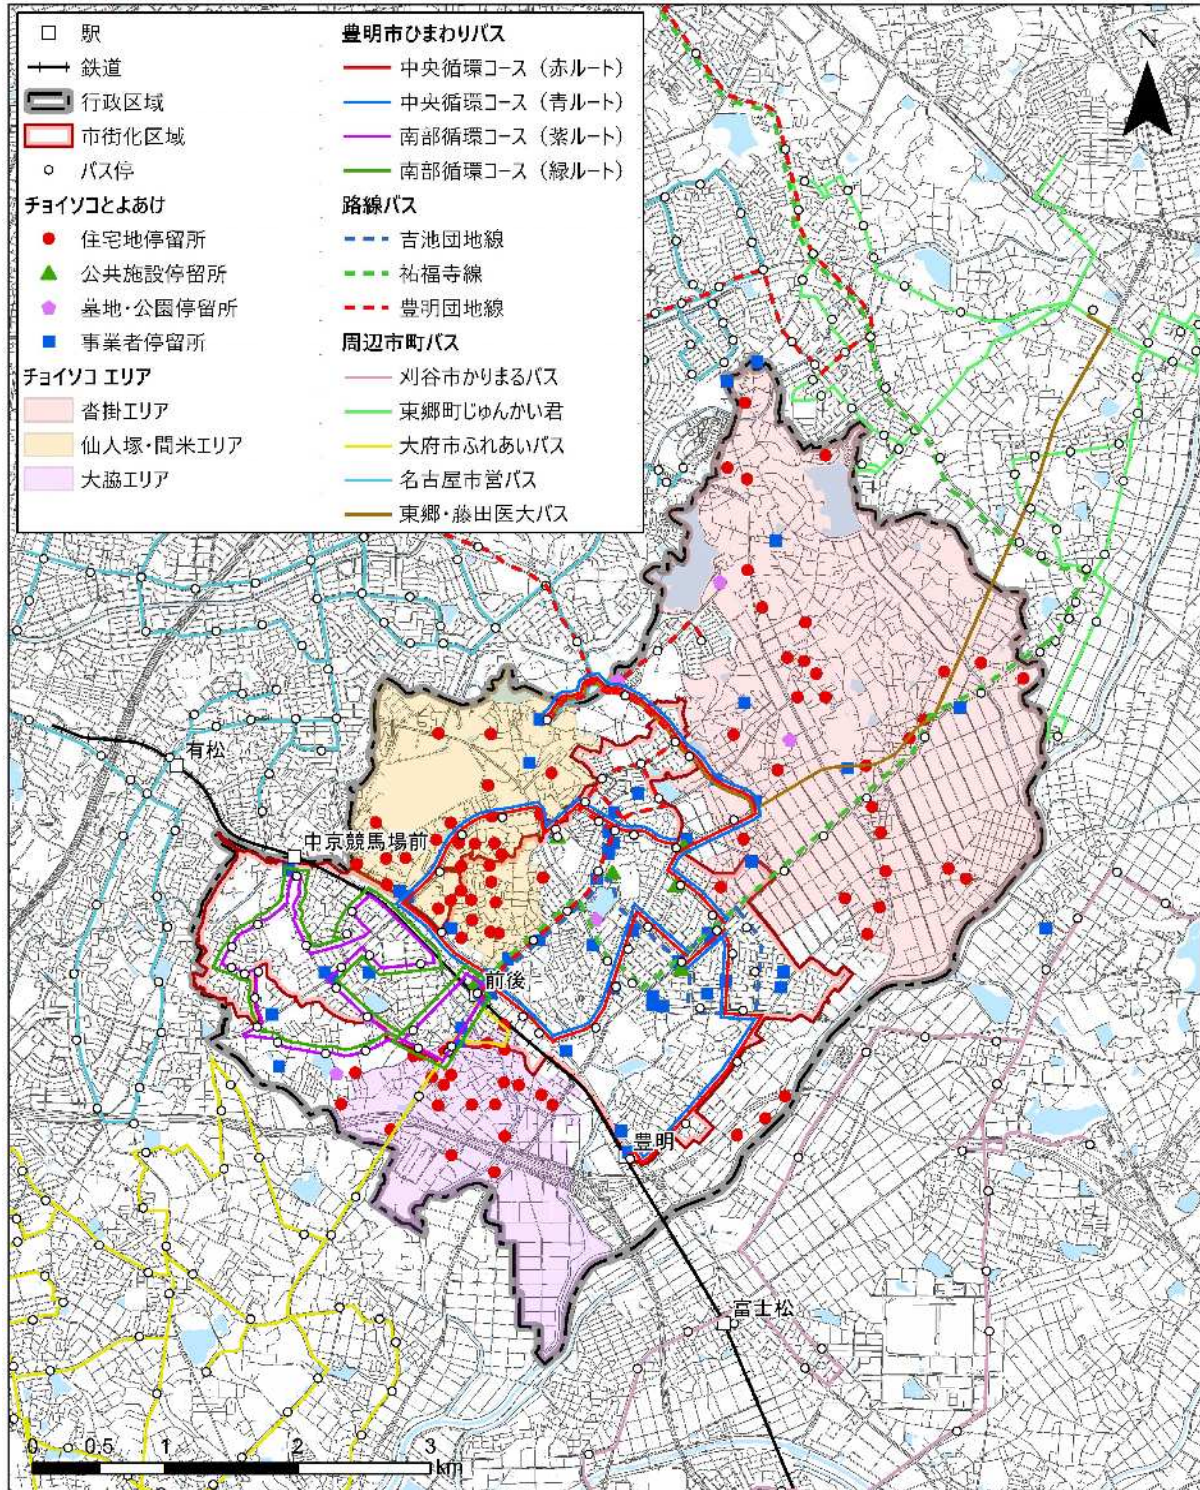 駅
鉄道
行政区域
市街化区域
バス停
チョイソコとよあけ
住宅地停留所
公共施設停留所
墓地・公園停留所
事業者停留所
チョイソコ エリア
沓掛エリア
仙人塚・間米エリア
大脇エリア
豊明市ひまわりバス
中央循環コース（赤ルート）
中央循環コース（青ルート）
南部循環コース（紫ルート）
南部循環コース（緑ルート）
路線バス
吉池団地線
祐福寺線
豊明団地線
周辺市町バス
刈谷市かりまるバス
東郷町じゅんかい君
大府市ふれあいバス
名古屋市営バス
東郷・藤田医大バス
N
有松
中京競馬場前
前後
豊明
富士松
0 0.5 1 2 3
km